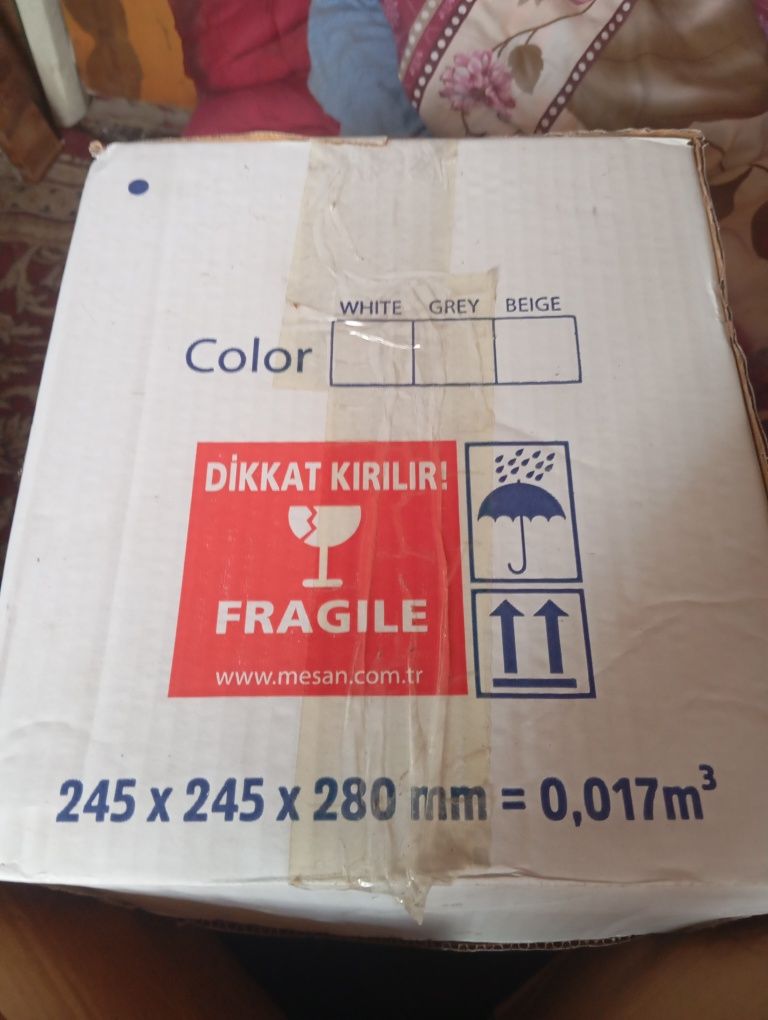 WHITE GREY BEIGE
Color
DİKKAT KIRILIR!
FRAGILE
www.mesan.com.tr
245 x 245 x 280 mm = 0,017m³